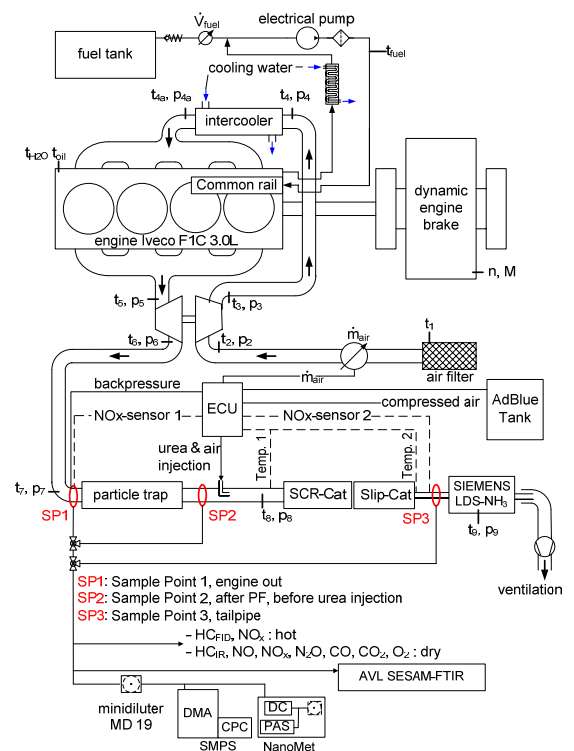 V̇fuel
electrical pump
fuel tank
tfuel
cooling water
t4a, p4a
t4, p4
intercooler
tH2O toil
Common rail
dynamic
engine
brake
engine Iveco F1C 3.0L
n, M
t5, p5
t3, p3
t6, p6
t2, p2
ṁair
t1
air filter
backpressure
ṁair
compressed air
AdBlue
Tank
ECU
NOx-sensor 1
NOx-sensor 2
urea & air
injection
Temp. 1
Temp. 2
t7, p7
particle trap
SCR-Cat
Slip-Cat
SIEMENS
LDS-NH3
SP1
SP2
t8, p8
SP3
t9, p9
ventilation
SP1: Sample Point 1, engine out
SP2: Sample Point 2, after PF, before urea injection
SP3: Sample Point 3, tailpipe
– HCFID, NOx : hot
– HCIR, NO, NOx, N2O, CO, CO2, O2 : dry
AVL SESAM-FTIR
minidiluter
MD 19
DMA
CPC
SMPS
DC
PAS
NanoMet